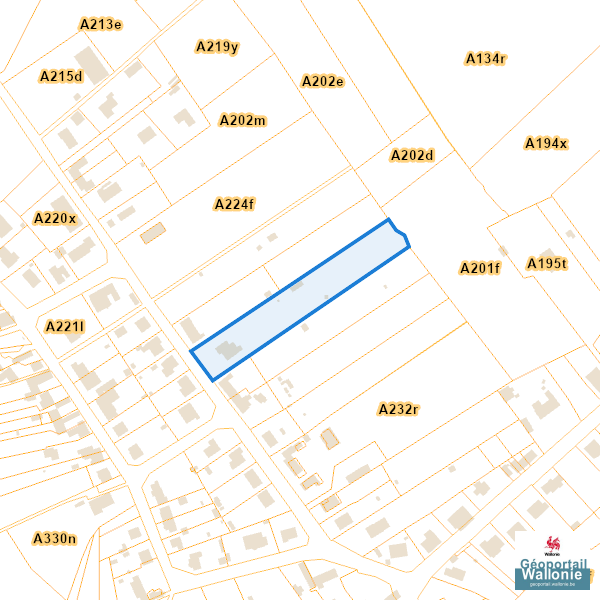 A213e
A219y
A134r
A215d
A202e
A202m
A194x
A202d
A224f
A220x
A201f
A195t
A221l
A232r
A330n
Wallonie
Géoportail
Wallonie
geoportail.wallonie.be